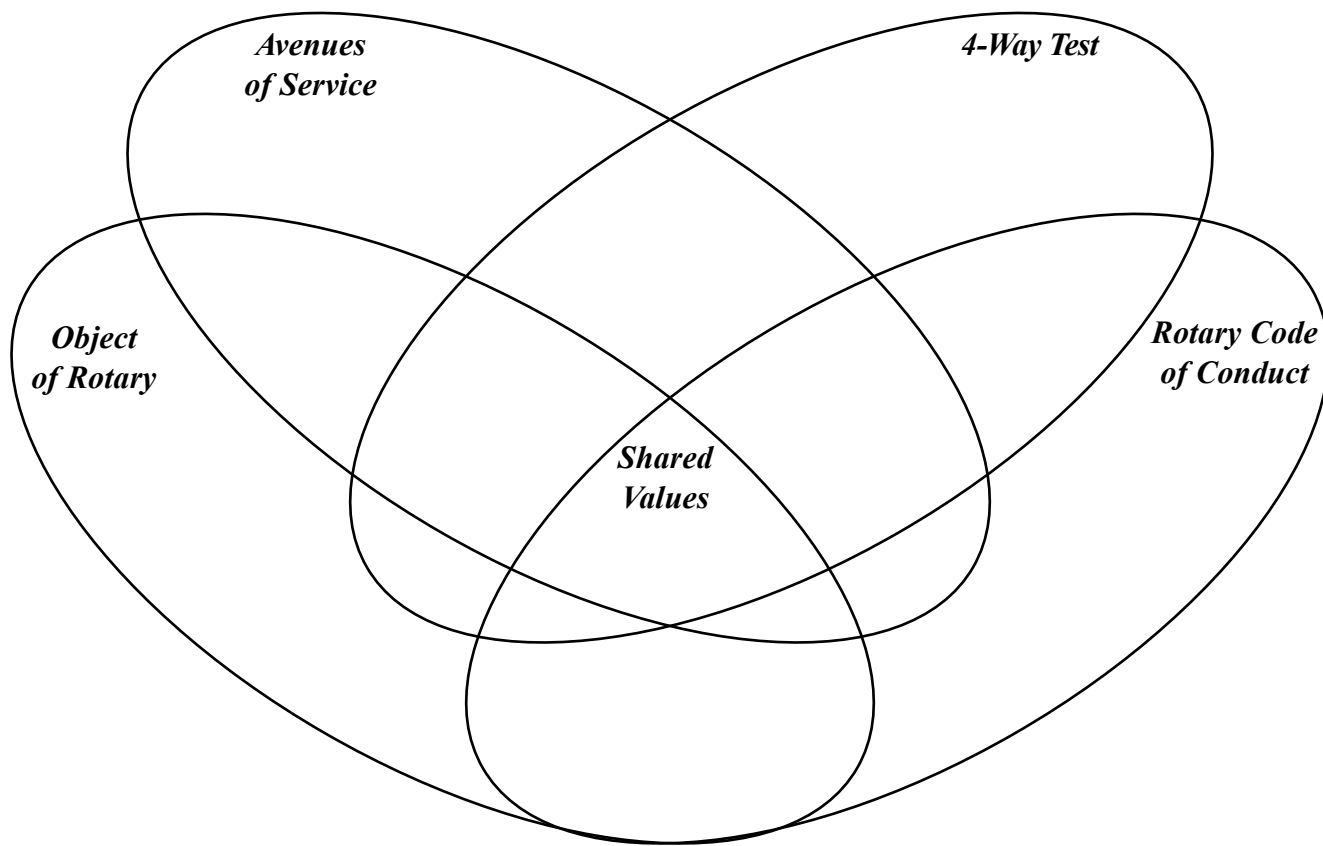 Avenues
of Service
4-Way Test
Object
of Rotary
Rotary Code
of Conduct
Shared
Values